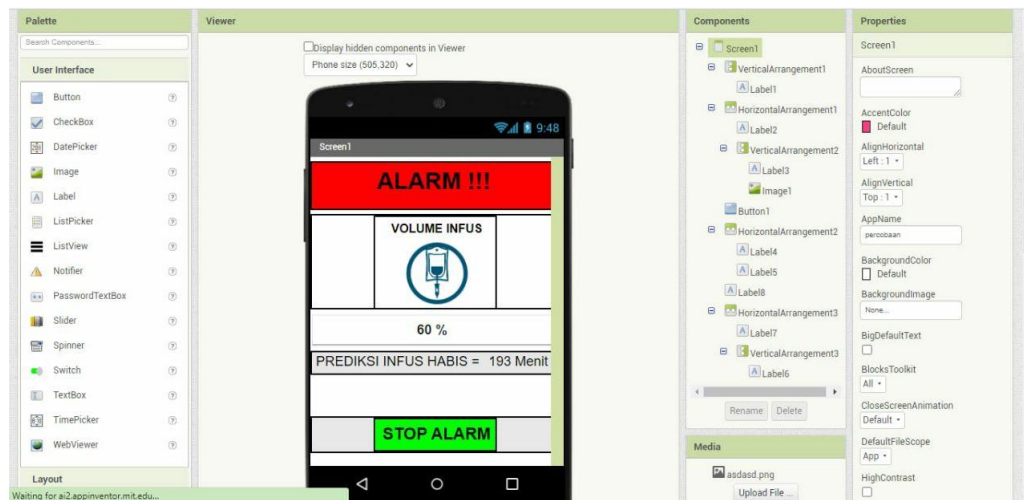 Palette
Search Components...
User Interface
Button
CheckBox
DatePicker
Image
Label
ListPicker
ListView
Notifier
PasswordTextBox
Slider
Spinner
Switch
TextBox
TimePicker
WebViewer
Layout
Waiting for ai2.appinventor.mit.edu...
Viewer
Display hidden components in Viewer
Phone size (505,320)
9:48
Screen1
ALARM !!!
VOLUME INFUS
60 %
PREDIKSI INFUS HABIS = 193 Menit
STOP ALARM
Components
Screen1
VerticalArrangement1
Label1
HorizontalArrangement1
Label2
VerticalArrangement2
Label3
Image1
Button1
HorizontalArrangement2
Label4
Label5
Label8
HorizontalArrangement3
Label7
VerticalArrangement3
Label6
Rename Delete
Media
asdasd.png
Upload File ...
Properties
Screen1
AboutScreen
AccentColor
Default
AlignHorizontal
Left : 1
AlignVertical
Top : 1
AppName
percobaan
BackgroundColor
Default
BackgroundImage
None...
BigDefaultText
BlocksToolkit
All
CloseScreenAnimation
Default
DefaultFileScope
App
HighContrast